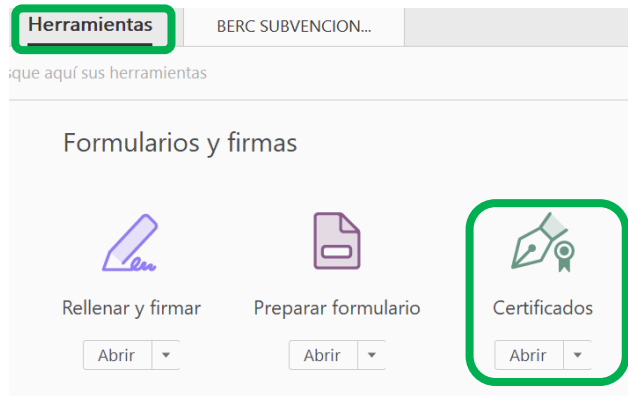 Herramientas
BERC SUBVENCION...
sque aquí sus herramientas
Formularios y firmas
Rellenar y firmar
Preparar formulario
Certificados
Abrir
Abrir
Abrir